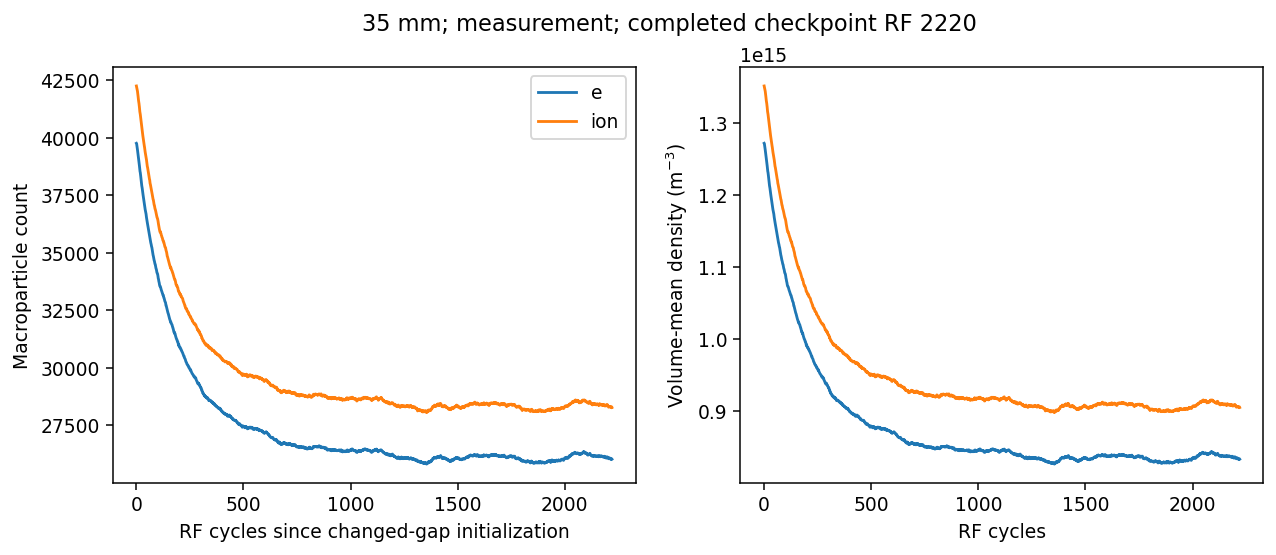 35 mm; measurement; completed checkpoint RF 2220
Macroparticle count
42500
40000
37500
35000
32500
30000
27500
0 500 1000 1500 2000
RF cycles since changed-gap initialization
e
ion
1e15
Volume-mean density (m⁻³)
1.3
1.2
1.1
1.0
0.9
0 500 1000 1500 2000
RF cycles